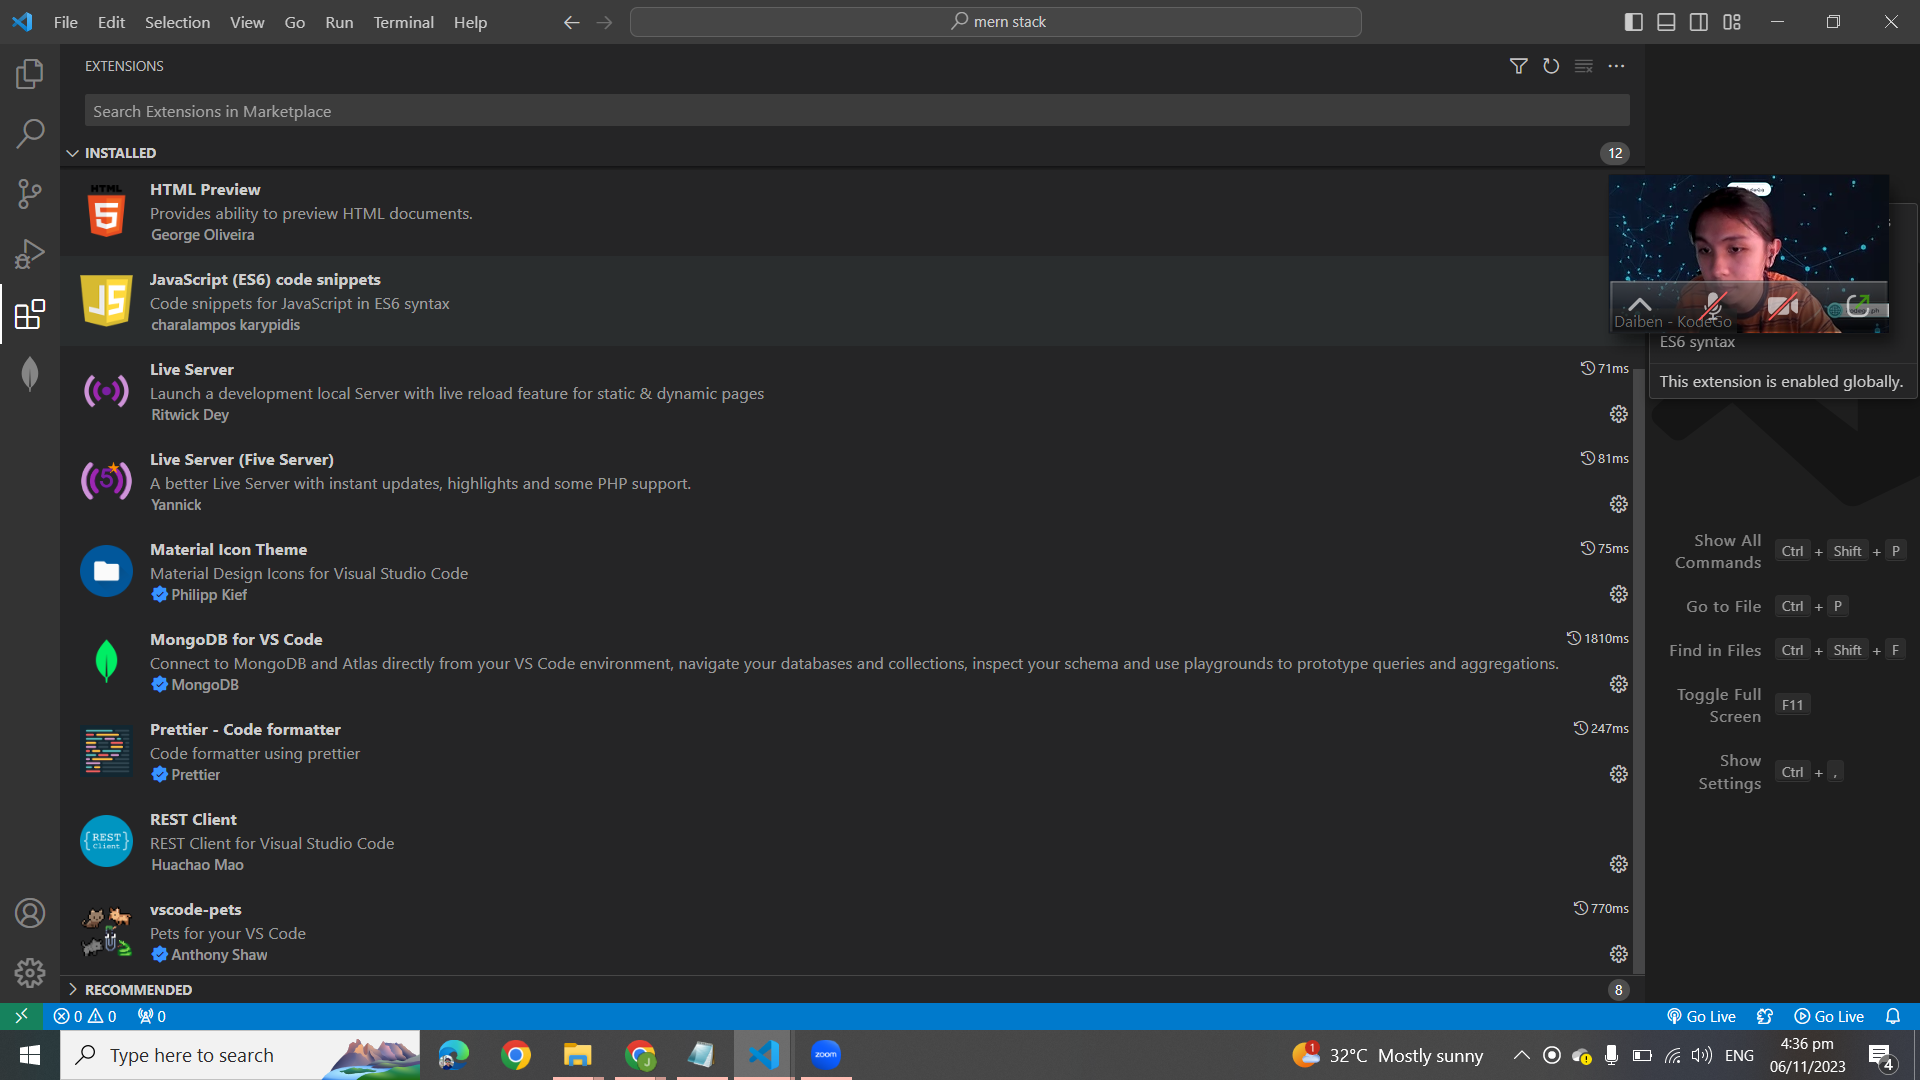 File Edit Selection View Go Run Terminal Help
mern stack
EXTENSIONS
Search Extensions in Marketplace
INSTALLED 12
HTML Preview
Provides ability to preview HTML documents.
George Oliveira
JavaScript (ES6) code snippets
Code snippets for JavaScript in ES6 syntax
charalampos karypidis
Live Server 71ms
Launch a development local Server with live reload feature for static & dynamic pages
Ritwick Dey
Live Server (Five Server) 81ms
A better Live Server with instant updates, highlights and some PHP support.
Yannick
Material Icon Theme 75ms
Material Design Icons for Visual Studio Code
Philipp Kief
MongoDB for VS Code 1810ms
Connect to MongoDB and Atlas directly from your VS Code environment, navigate your databases and collections, inspect your schema and use playgrounds to prototype queries and aggregations.
MongoDB
Prettier - Code formatter 247ms
Code formatter using prettier
Prettier
{REST}
Client
REST Client
REST Client for Visual Studio Code
Huachao Mao
vscode-pets 770ms
Pets for your VS Code
Anthony Shaw
RECOMMENDED 8
HTML
5
JS
5
Daiben - KodeGo
ES6 syntax
This extension is enabled globally.
Show All Commands Ctrl + Shift + P
Go to File Ctrl + P
Find in Files Ctrl + Shift + F
Toggle Full Screen F11
Show Settings Ctrl + ,
0 0 0
Go Live Go Live
Type here to search
zoom
1
32°C Mostly sunny
ENG
4:36 pm
06/11/2023
4